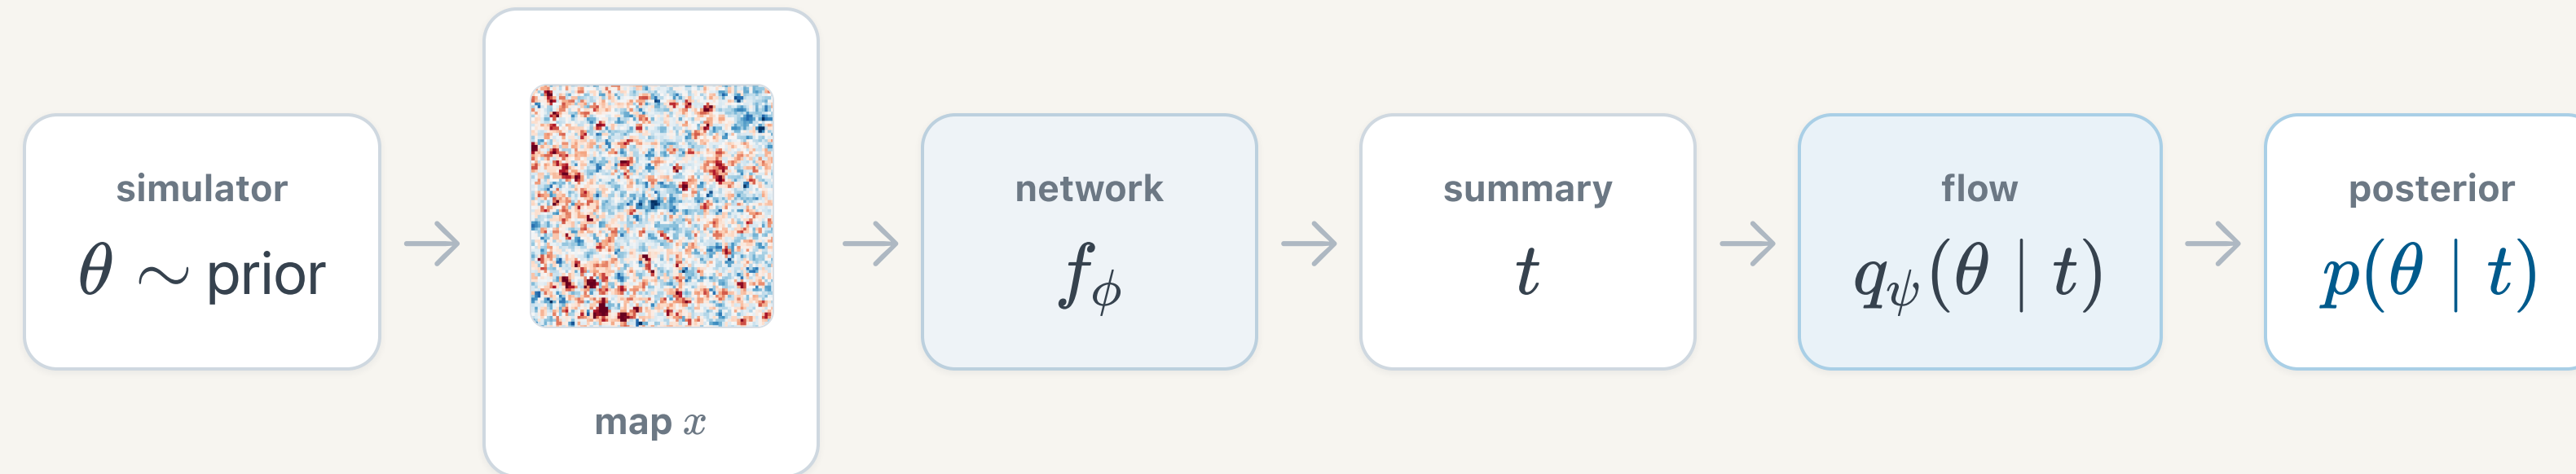 simulator
θ ∼ prior
map x
network
f_ϕ
summary
t
flow
q_ψ(θ | t)
posterior
p(θ | t)